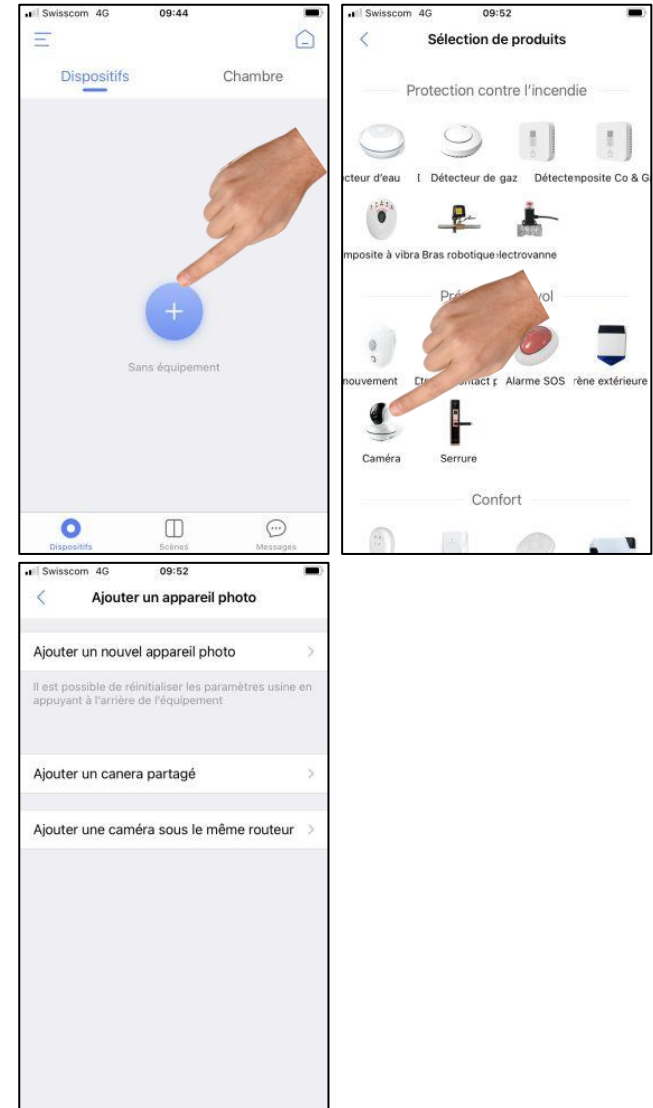 Swisscom 4G 09:44
Dispositifs Chambre
+
Sans équipement
Dispositifs Scènes Messages
Swisscom 4G 09:52
Sélection de produits
Protection contre l'incendie
cteur d'eau Détecteur de gaz Détecte mposite Co & G
mposite à vibra Bras robotique lectrovanne
vol
mouvement Alarme SOS rène extérieure
Caméra Serrure
Confort
Swisscom 4G 09:52
Ajouter un appareil photo
Ajouter un nouvel appareil photo
Il est possible de réinitialiser les paramètres usine en
appuyant à l'arrière de l'équipement
Ajouter un canera partagé
Ajouter une caméra sous le même routeur